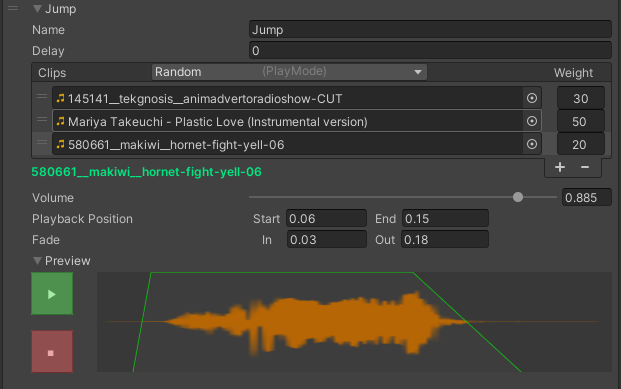 Jump
Name Jump
Delay 0
Clips Random (PlayMode) Weight
145141__tekgnosis__animadvertoradioshow-CUT 30
Mariya Takeuchi - Plastic Love (Instrumental version) 50
580661__makiwi__hornet-fight-yell-06 20
+ -
580661__makiwi__hornet-fight-yell-06
Volume 0.885
Playback Position Start 0.06 End 0.15
Fade In 0.03 Out 0.18
Preview